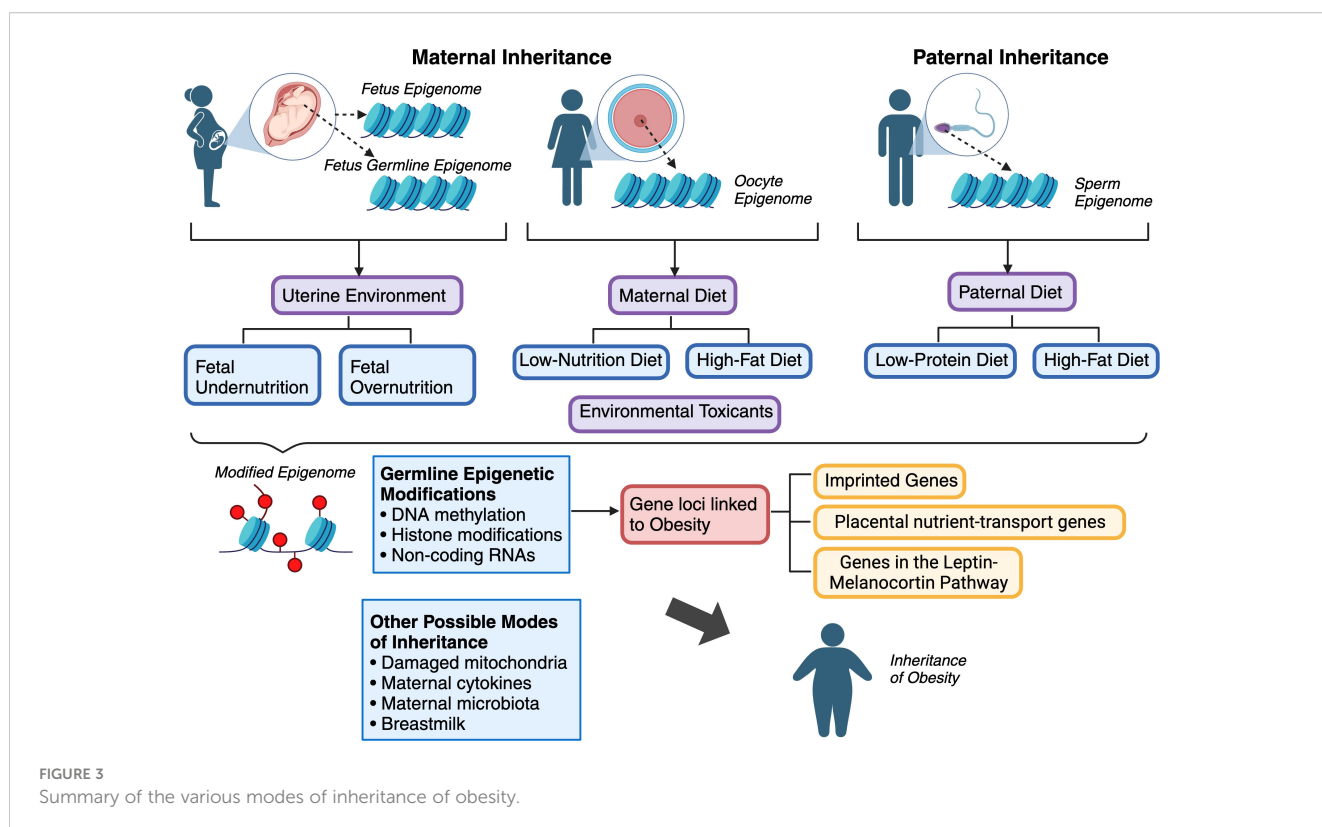 Maternal Inheritance
Paternal Inheritance
Fetus Epigenome
Fetus Germline Epigenome
Oocyte
Epigenome
Sperm
Epigenome
Uterine Environment
Maternal Diet
Paternal Diet
Fetal
Undernutrition
Fetal
Overnutrition
Low-Nutrition Diet
High-Fat Diet
Low-Protein Diet
High-Fat Diet
Environmental Toxicants
Modified Epigenome
Germline Epigenetic
Modifications
• DNA methylation
• Histone modifications
• Non-coding RNAs
Gene loci linked
to Obesity
Imprinted Genes
Placental nutrient-transport genes
Genes in the Leptin-
Melanocortin Pathway
Other Possible Modes
of Inheritance
• Damaged mitochondria
• Maternal cytokines
• Maternal microbiota
• Breastmilk
Inheritance
of Obesity
FIGURE 3
Summary of the various modes of inheritance of obesity.